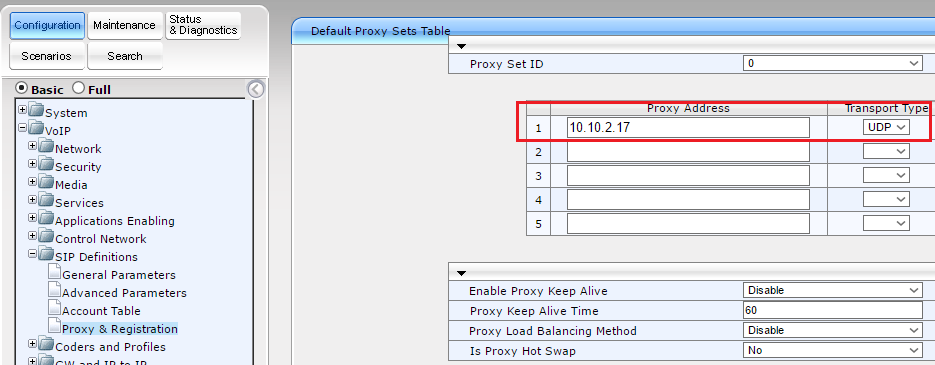 Configuration Maintenance Status & Diagnostics
Scenarios Search
Basic Full
System
VoIP
Network
Security
Media
Services
Applications Enabling
Control Network
SIP Definitions
General Parameters
Advanced Parameters
Account Table
Proxy & Registration
Coders and Profiles
GW and IP to IP
Default Proxy Sets Table
Proxy Set ID 0
Proxy Address Transport Type
1 10.10.2.17 UDP
2
3
4
5
Enable Proxy Keep Alive Disable
Proxy Keep Alive Time 60
Proxy Load Balancing Method Disable
Is Proxy Hot Swap No